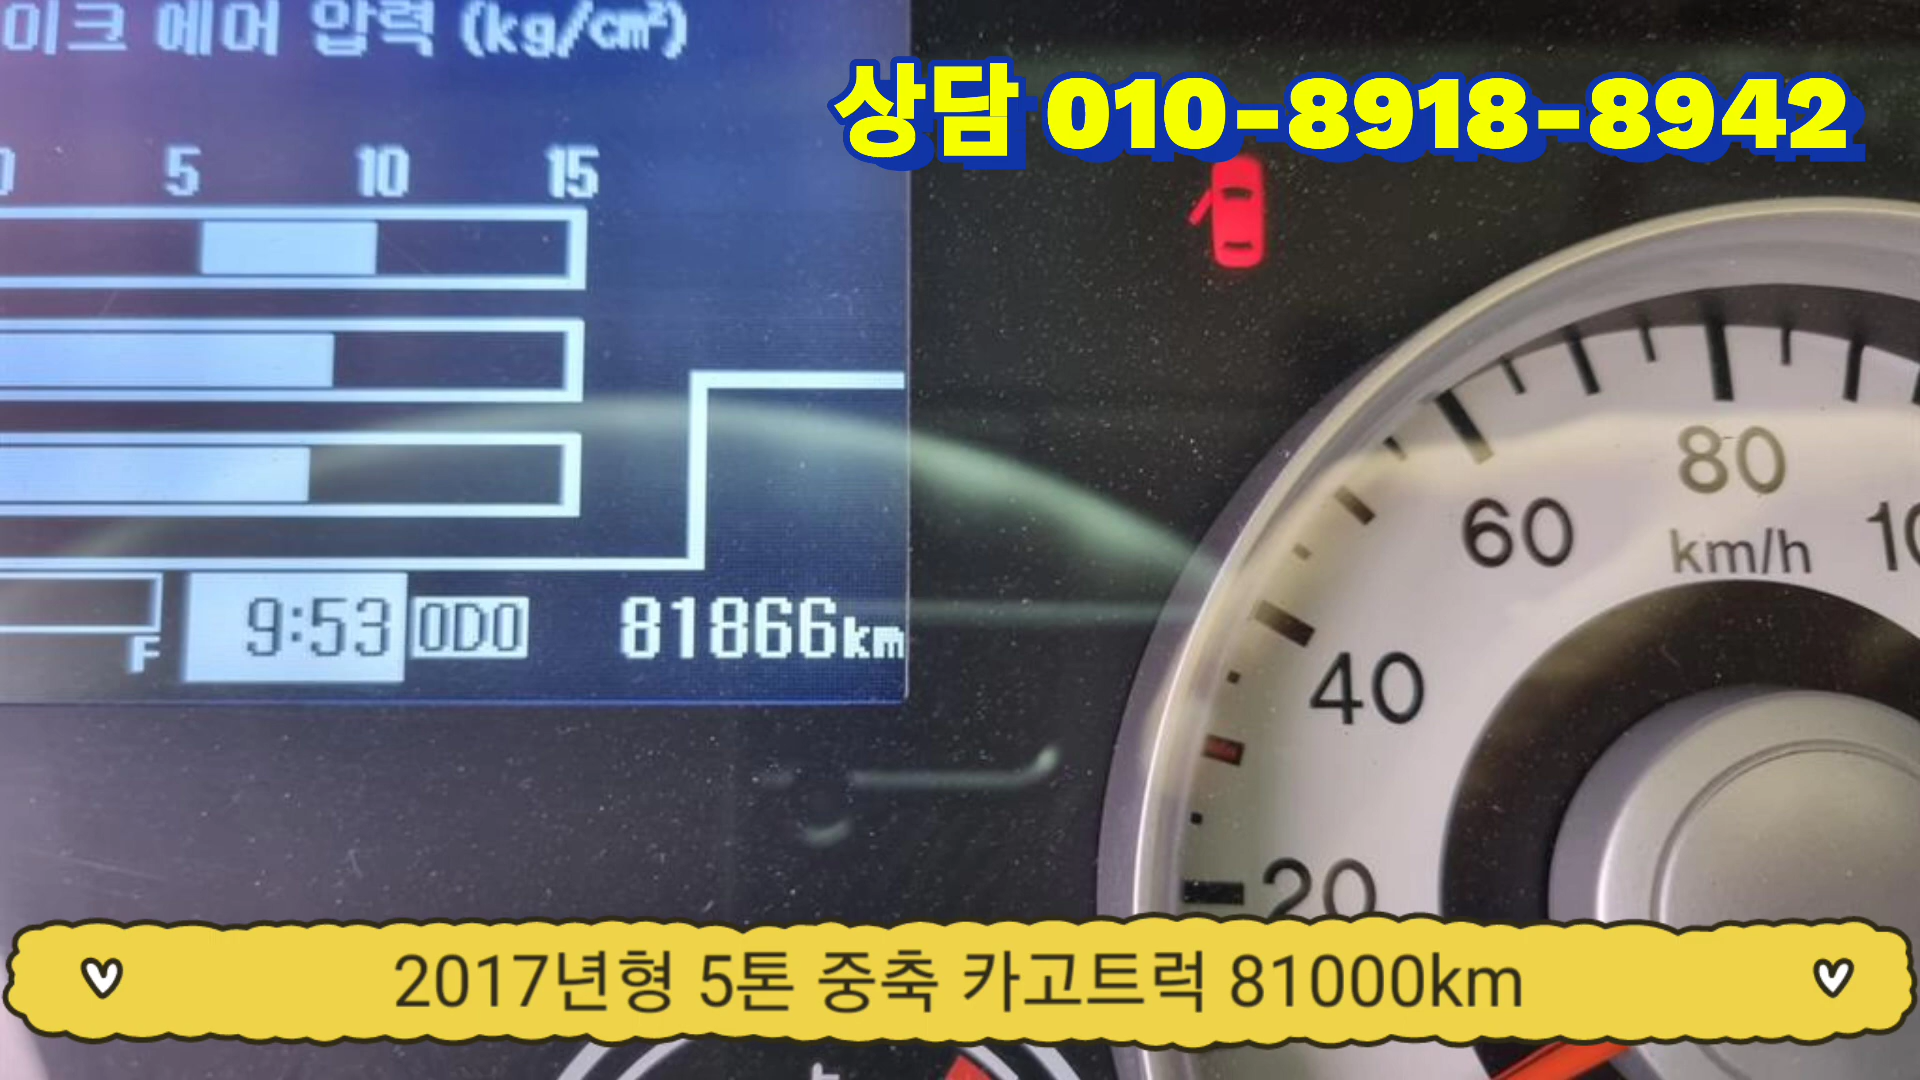 이크 에어 압력 (kg/cm²)
상담 010-8918-8942
5 10 15
80
60
km/h
9:53 ODO 81866km
F
40
20
2017년형 5톤 중축 카고트럭 81000km